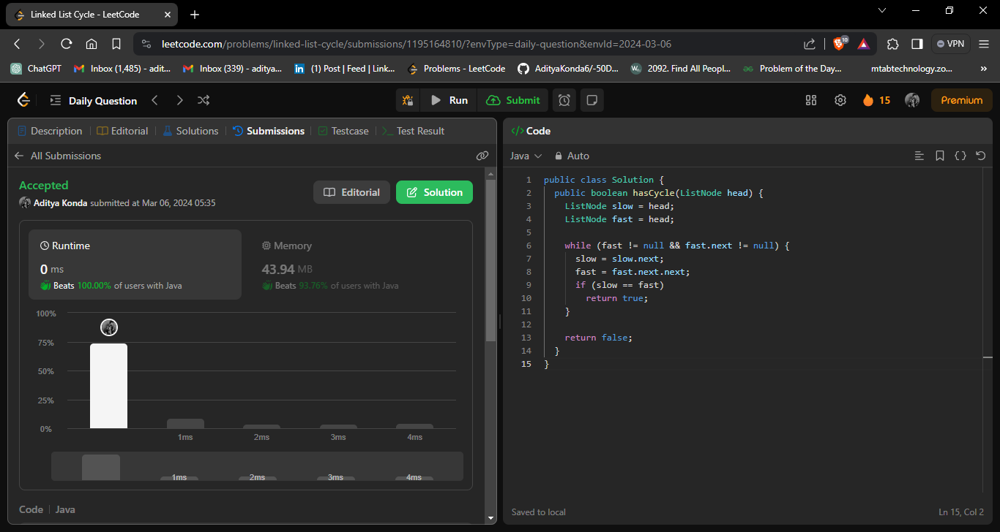 Linked List Cycle - LeetCode
leetcode.com/problems/linked-list-cycle/submissions/1195164810/?envType=daily-question&envId=2024-03-06
10
VPN
ChatGPT
Inbox (1,485) - adit...
Inbox (339) - aditya...
(1) Post | Feed | Link...
Problems - LeetCode
AdityaKonda6/-50D...
2092. Find All Peopl...
Problem of the Day...
mtabtechnology.zo...
Daily Question
Run
Submit
15
Premium
Description
Editorial
Solutions
Submissions
Testcase
Test Result
All Submissions
Accepted
Aditya Konda submitted at Mar 06, 2024 05:35
Editorial
Solution
Runtime
0 ms
Beats 100.00% of users with Java
Memory
43.94 MB
Beats 93.76% of users with Java
100%
75%
50%
25%
0%
1ms 2ms 3ms 4ms
1ms 2ms 3ms 4ms
Code | Java
</> Code
Java
Auto
1 public class Solution {
2 public boolean hasCycle(ListNode head) {
3 ListNode slow = head;
4 ListNode fast = head;
5
6 while (fast != null && fast.next != null) {
7 slow = slow.next;
8 fast = fast.next.next;
9 if (slow == fast)
10 return true;
11 }
12
13 return false;
14 }
15 }
Saved to local
Ln 15, Col 2